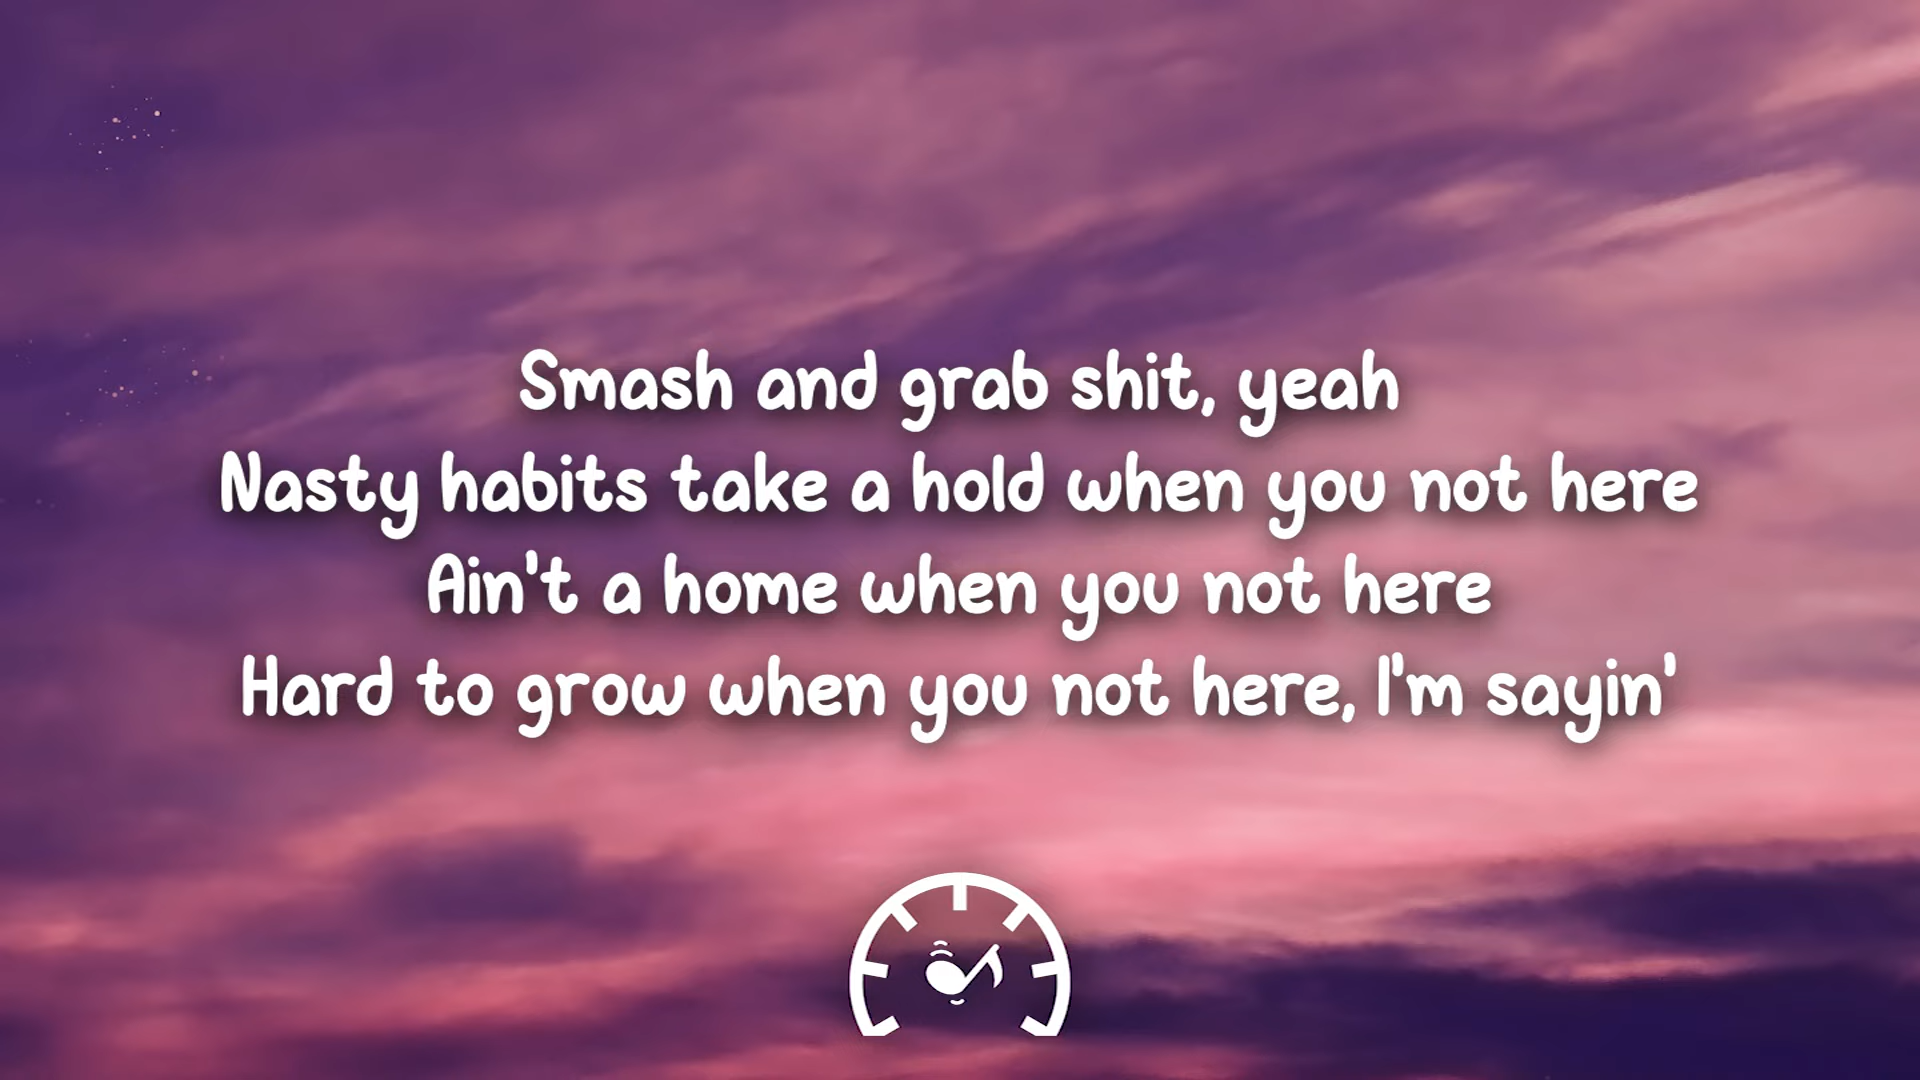 Smash and grab shit, yeah
Nasty habits take a hold when you not here
Ain't a home when you not here
Hard to grow when you not here, I'm sayin'